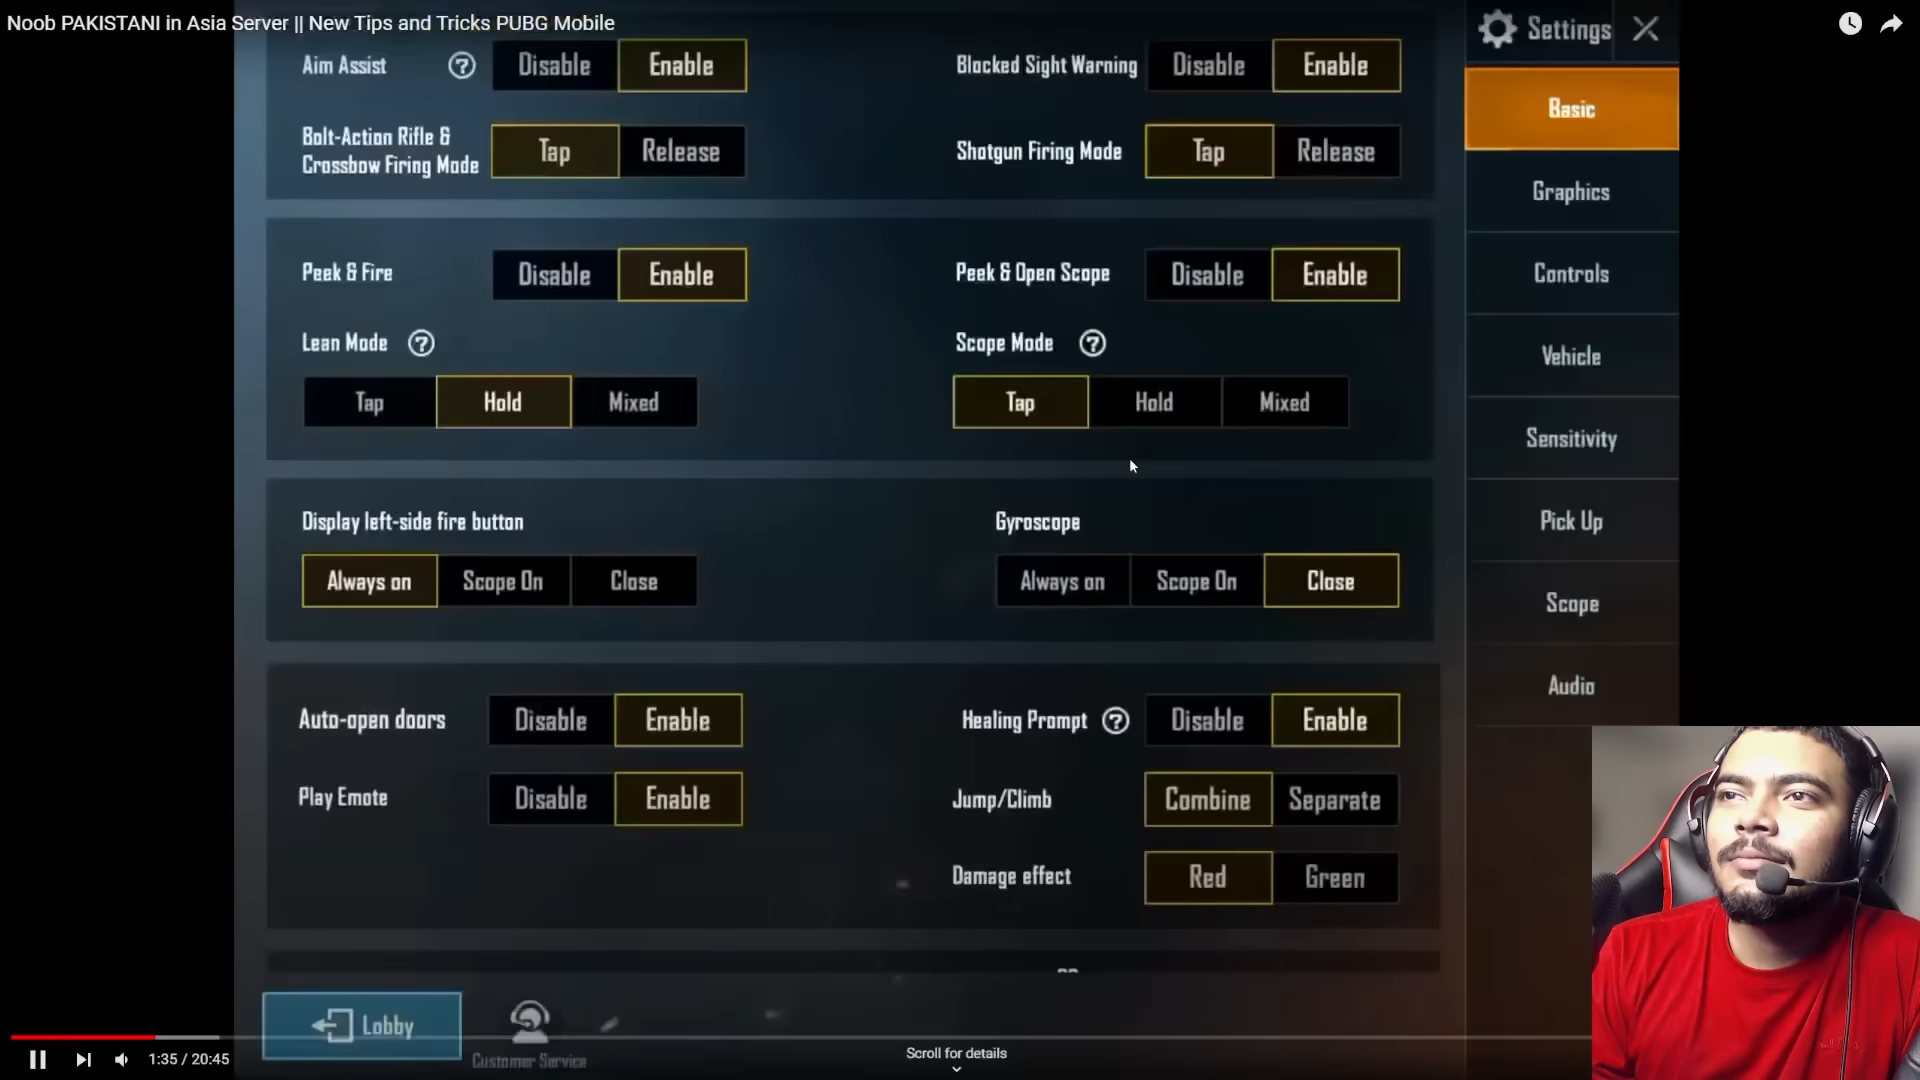 Noob PAKISTANI in Asia Server || New Tips and Tricks PUBG Mobile
Settings
Aim Assist ? Disable Enable
Blocked Sight Warning Disable Enable
Basic
Bolt-Action Rifle &
Crossbow Firing Mode Tap Release
Shotgun Firing Mode Tap Release
Graphics
Peek & Fire Disable Enable
Peek & Open Scope Disable Enable
Controls
Lean Mode ?
Scope Mode ?
Vehicle
Tap Hold Mixed
Tap Hold Mixed
Sensitivity
Display left-side fire button
Gyroscope
Pick Up
Always on Scope On Close
Always on Scope On Close
Scope
Audio
Auto-open doors Disable Enable
Healing Prompt ? Disable Enable
Play Emote Disable Enable
Jump/Climb Combine Separate
Damage effect Red Green
Lobby
Customer Service
1:35 / 20:45
Scroll for details